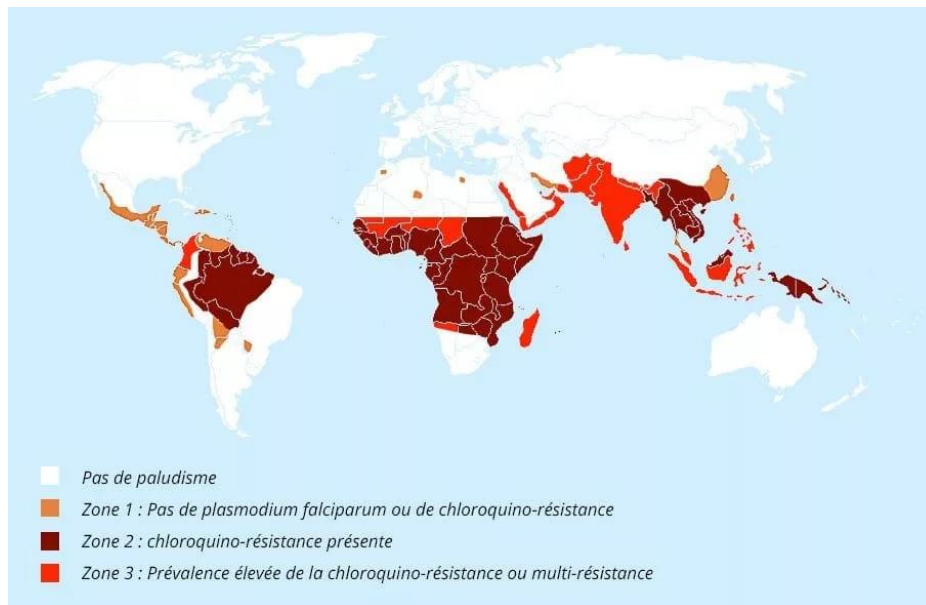 Pas de paludisme
Zone 1 : Pas de plasmodium falciparum ou de chloroquino-résistance
Zone 2 : chloroquino-résistance présente
Zone 3 : Prévalence élevée de la chloroquino-résistance ou multi-résistance